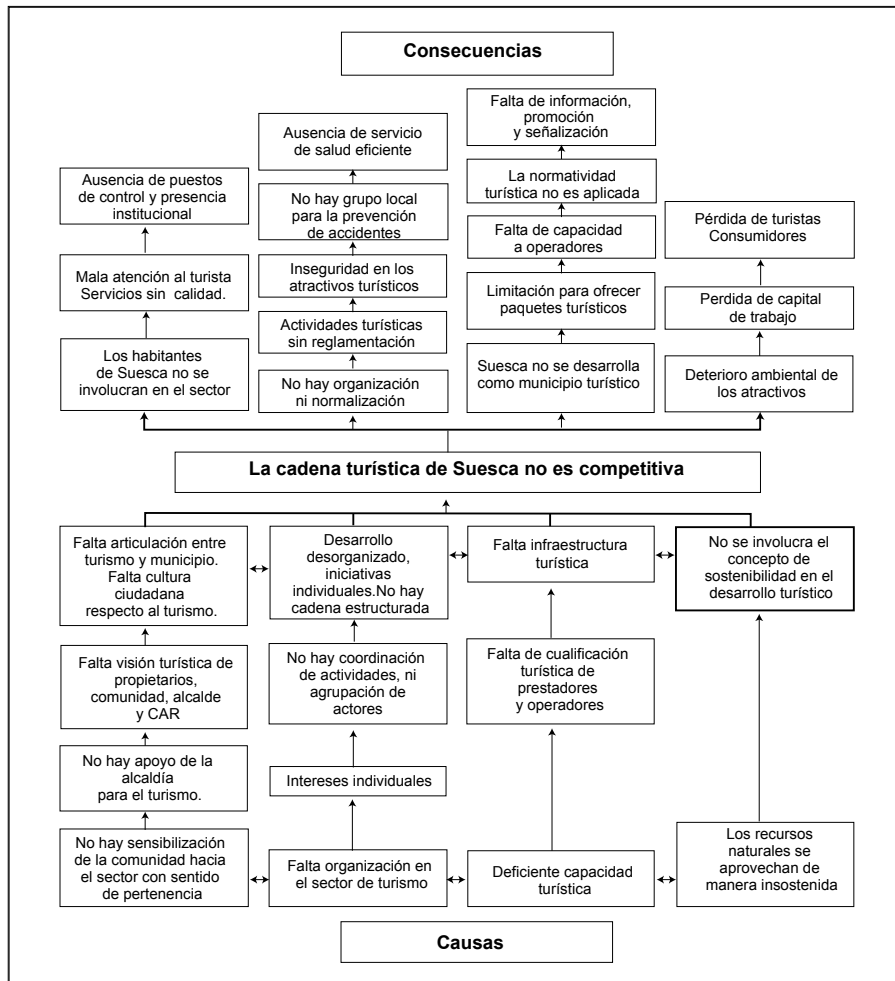 Consecuencias
Falta de información,
promoción
y señalización
Ausencia de servicio
de salud eficiente
La normatividad
turística no es aplicada
Ausencia de puestos
de control y presencia
institucional
No hay grupo local
para la prevención
de accidentes
Falta de capacidad
a operadores
Pérdida de turistas
Consumidores
Mala atención al turista
Servicios sin calidad.
Inseguridad en los
atractivos turísticos
Limitación para ofrecer
paquetes turísticos
Perdida de capital
de trabajo
Actividades turísticas
sin reglamentación
Los habitantes
de Suesca no se
involucran en el sector
No hay organización
ni normalización
Suesca no se desarrolla
como municipio turístico
Deterioro ambiental de
los atractivos
La cadena turística de Suesca no es competitiva
Falta articulación entre
turismo y municipio.
Falta cultura
ciudadana
respecto al turismo.
Desarrollo
desorganizado,
iniciativas
individuales.No hay
cadena estructurada
Falta infraestructura
turística
No se involucra el
concepto de
sostenibilidad en el
desarrollo turístico
Falta visión turística de
propietarios,
comunidad, alcalde
y CAR
No hay coordinación
de actividades, ni
agrupación de
actores
Falta de cualificación
turística de
prestadores
y operadores
No hay apoyo de la
alcaldía
para el turismo.
Intereses individuales
No hay sensibilización
de la comunidad hacia
el sector con sentido
de pertenencia
Falta organización en
el sector de turismo
Deficiente capacidad
turística
Los recursos
naturales se
aprovechan de
manera insostenida
Causas